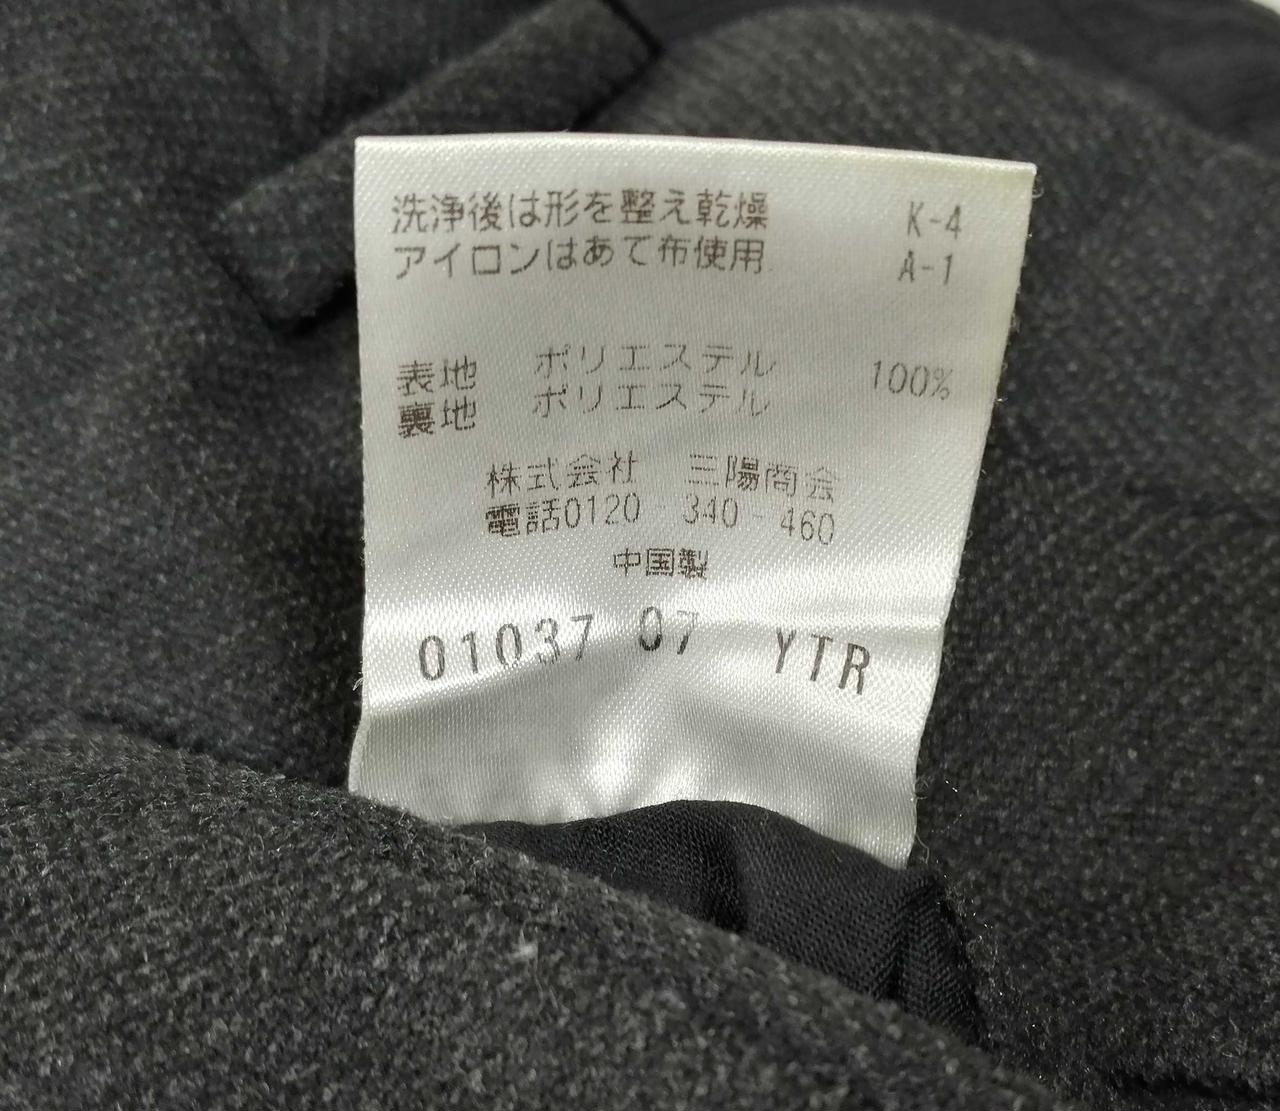 洗浄後は形を整え乾燥 K-4
アイロンはあて布使用 A-1
表地 ポリエステル 100%
裏地 ポリエステル
株式会社 三陽商会
電話0120-340-460
中国製
01037 07 YTR